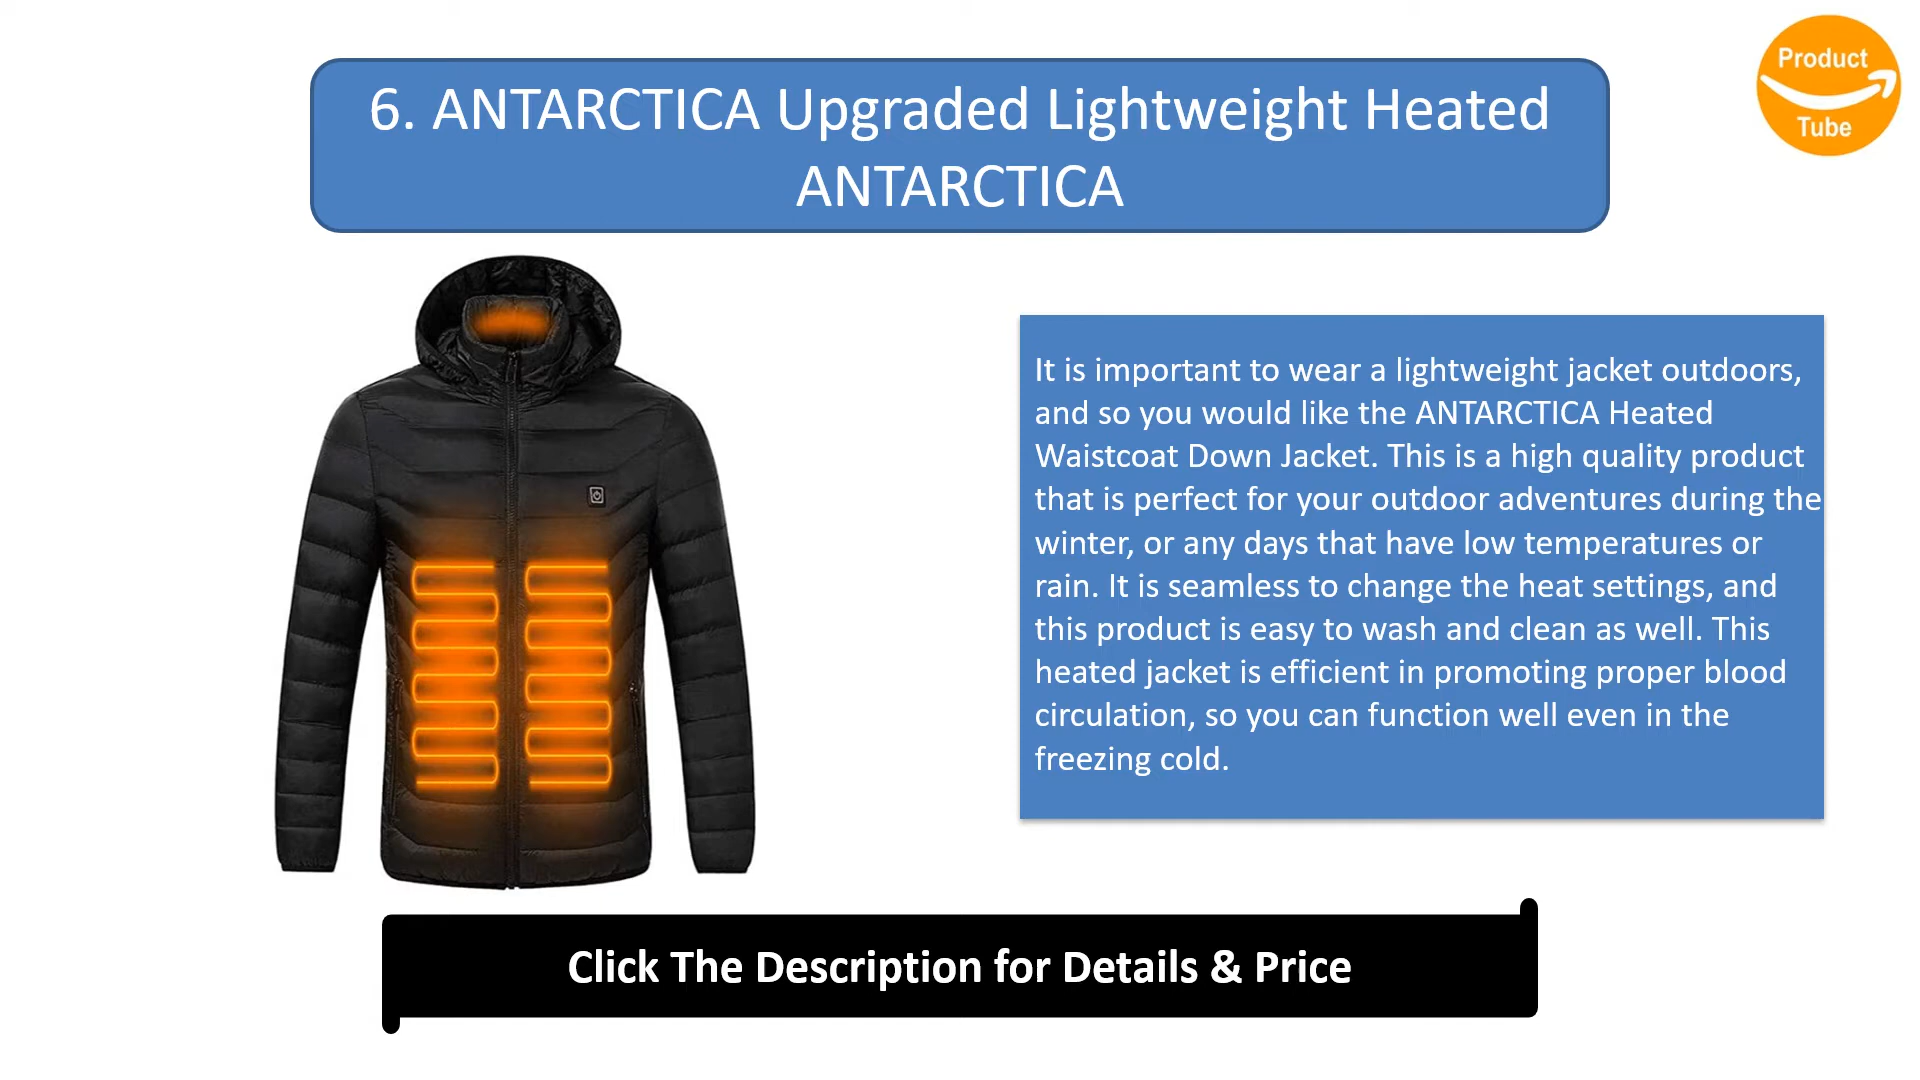 Product
Tube
6. ANTARCTICA Upgraded Lightweight Heated
ANTARCTICA
It is important to wear a lightweight jacket outdoors,
and so you would like the ANTARCTICA Heated
Waistcoat Down Jacket. This is a high quality product
that is perfect for your outdoor adventures during the
winter, or any days that have low temperatures or
rain. It is seamless to change the heat settings, and
this product is easy to wash and clean as well. This
heated jacket is efficient in promoting proper blood
circulation, so you can function well even in the
freezing cold.
Click The Description for Details & Price